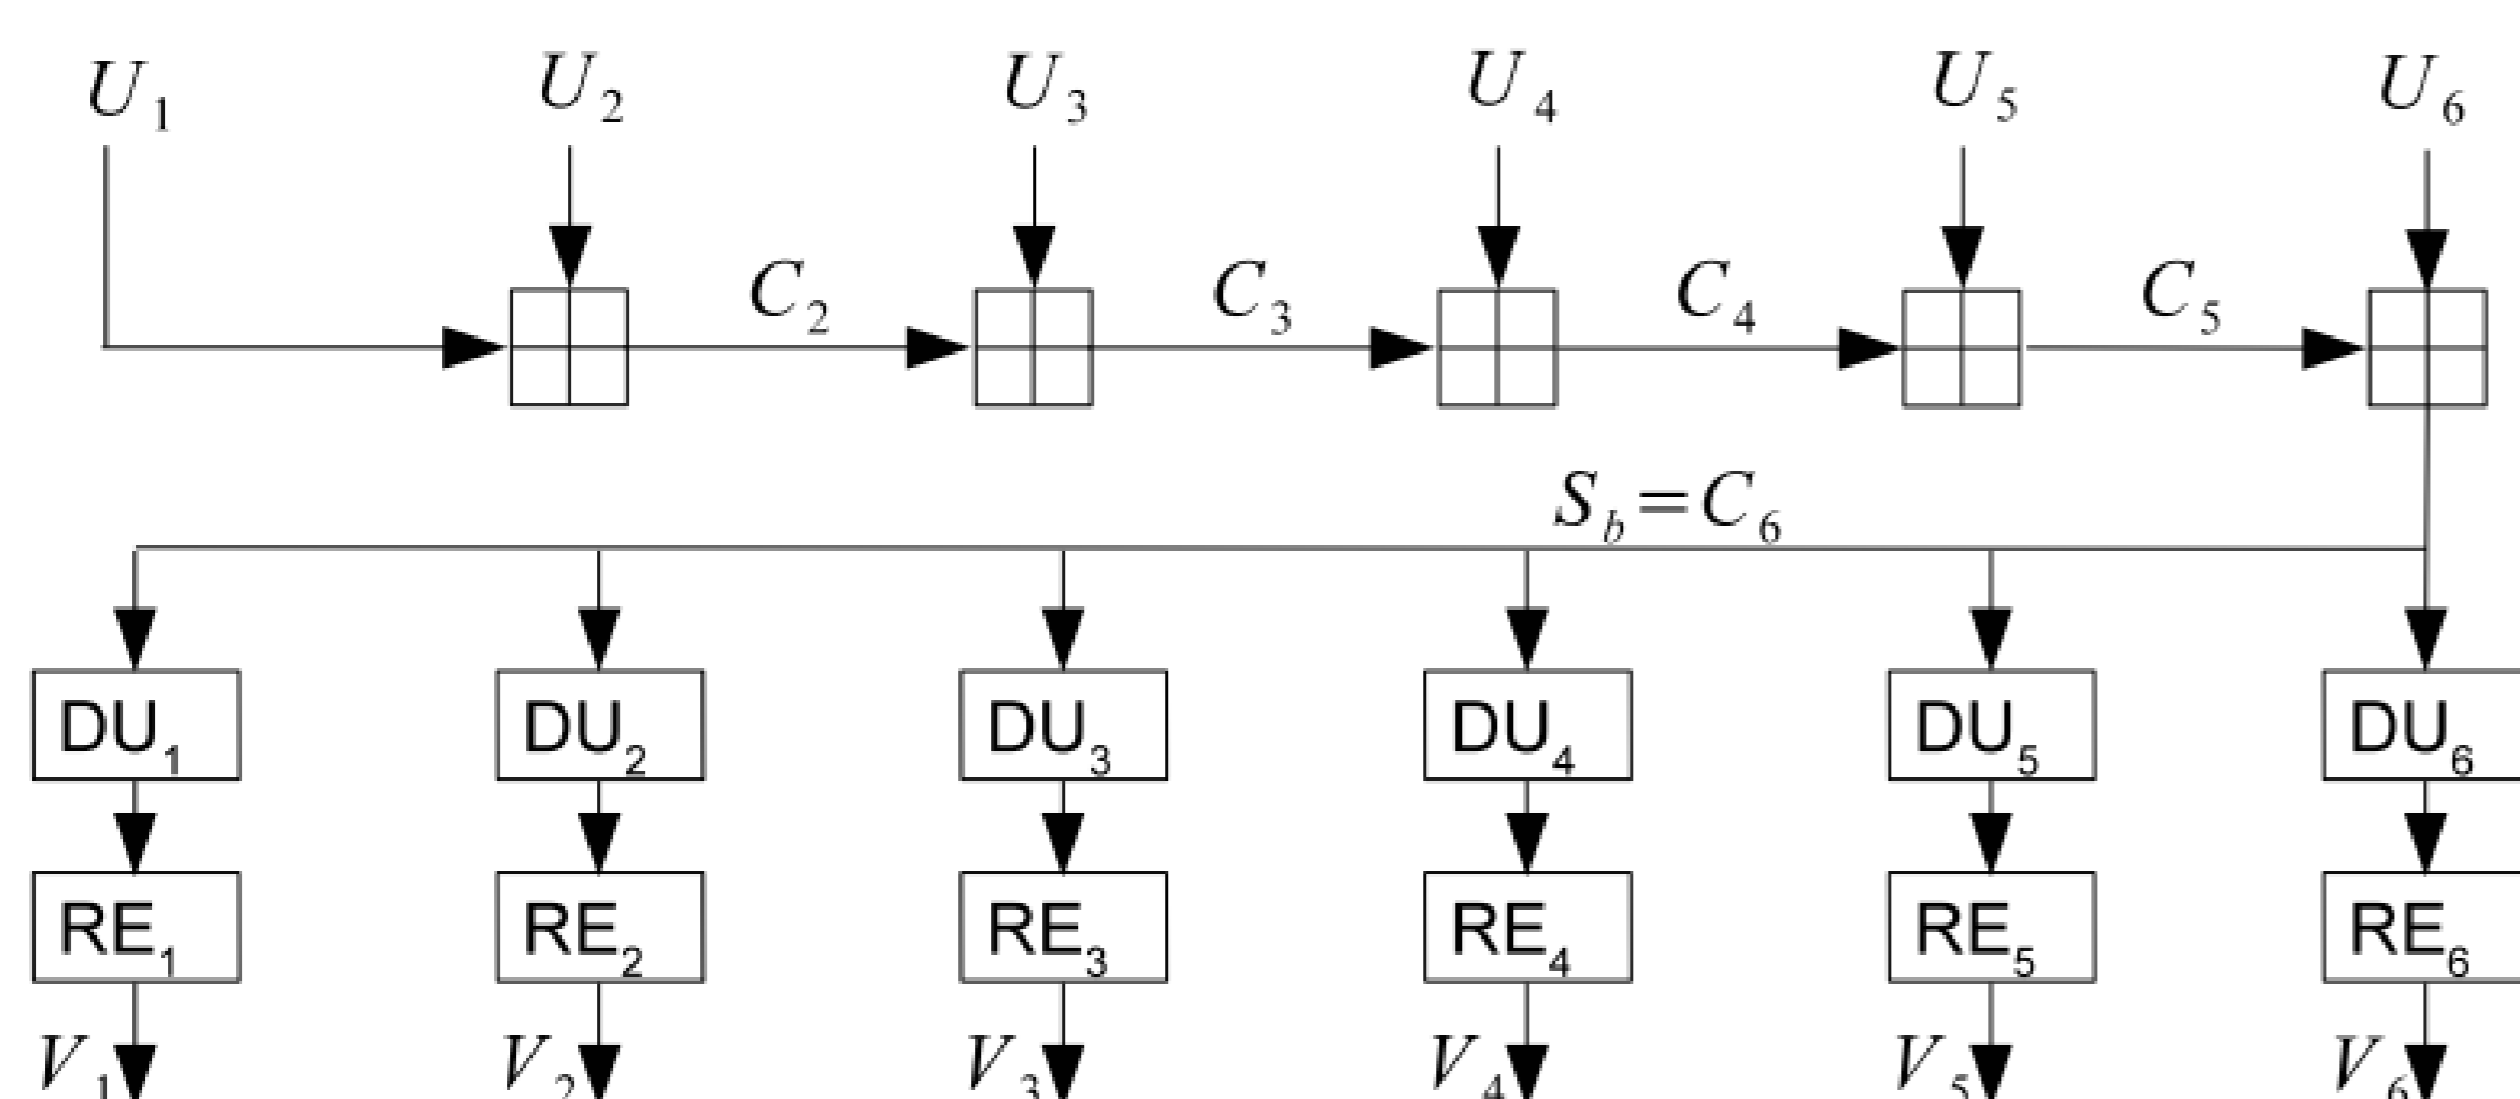 U1 U2 U3 U4 U5 U6
C2 C3 C4 C5
Sb=C6
DU1 DU2 DU3 DU4 DU5 DU6
RE1 RE2 RE3 RE4 RE5 RE6
V1 V2 V3 V4 V5 V6